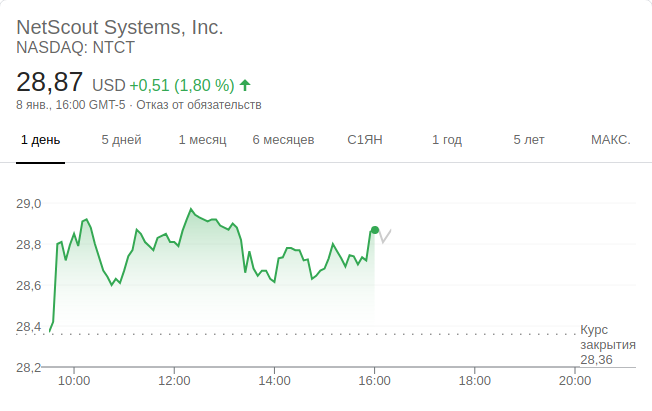 NetScout Systems, Inc.
NASDAQ: NTCT
28,87 USD +0,51 (1,80 %)
8 янв., 16:00 GMT-5 · Отказ от обязательств
1 день 5 дней 1 месяц 6 месяцев С1ЯН 1 год 5 лет МАКС.
29,0
28,8
28,6
28,4
Курс
закрытия
28,36
28,2
10:00 12:00 14:00 16:00 18:00 20:00